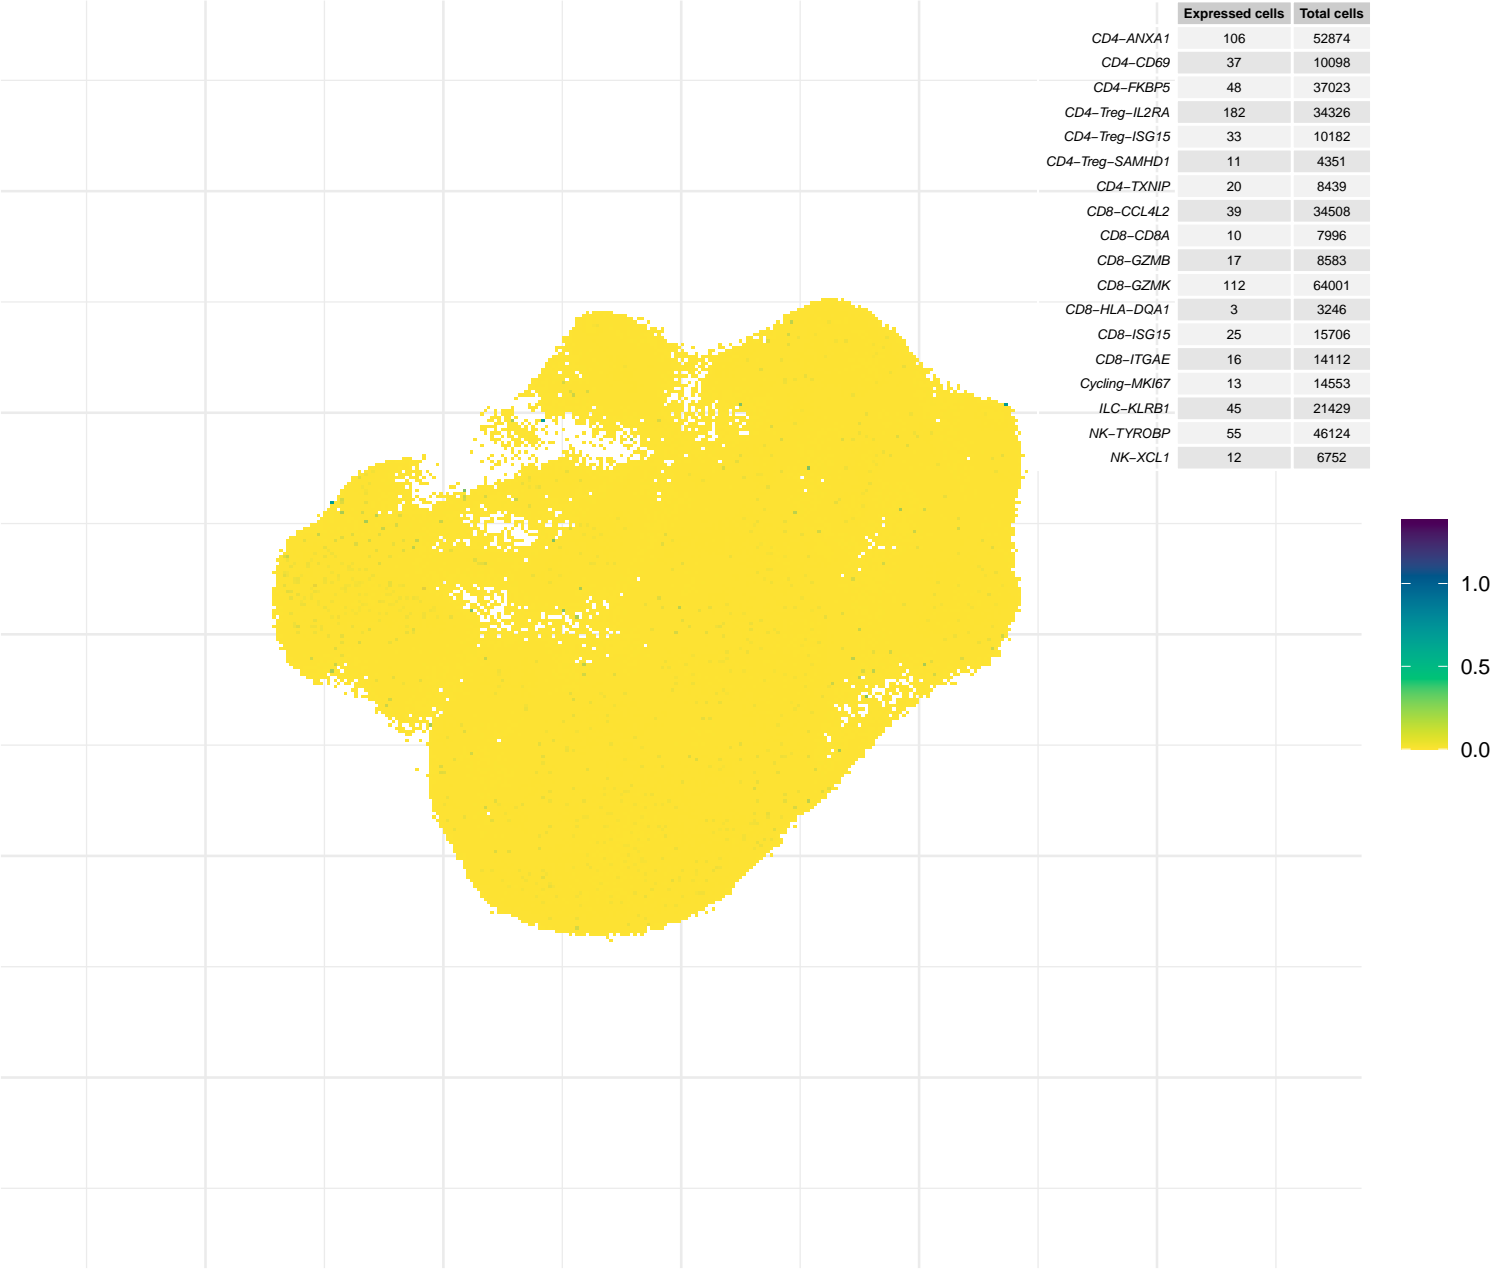 Expressed cells Total cells
CD4−ANXA1 106 52874
CD4−CD69 37 10098
CD4−FKBP5 48 37023
CD4−Treg−IL2RA 182 34326
CD4−Treg−ISG15 33 10182
CD4−Treg−SAMHD1 11 4351
CD4−TXNIP 20 8439
CD8−CCL4L2 39 34508
CD8−CD8A 10 7996
CD8−GZMB 17 8583
CD8−GZMK 112 64001
CD8−HLA−DQA1 3 3246
CD8−ISG15 25 15706
CD8−ITGAE 16 14112
Cycling−MKI67 13 14553
ILC−KLRB1 45 21429
NK−TYROBP 55 46124
NK−XCL1 12 6752
1.0
0.5
0.0